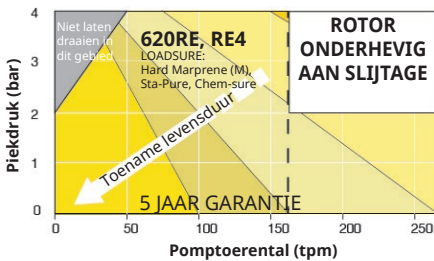 4
3
2
1
0
Piekdruk (bar)
Niet laten
draaien in
dit gebied
620RE, RE4
LOADSURE:
Hard Marprene (M),
Sta-Pure, Chem-sure
ROTOR
ONDERHEVIG
AAN SLIJTAGE
Toename levensduur
5 JAAR GARANTIE
0
50
100
150
200
250
Pomptoerental (tpm)